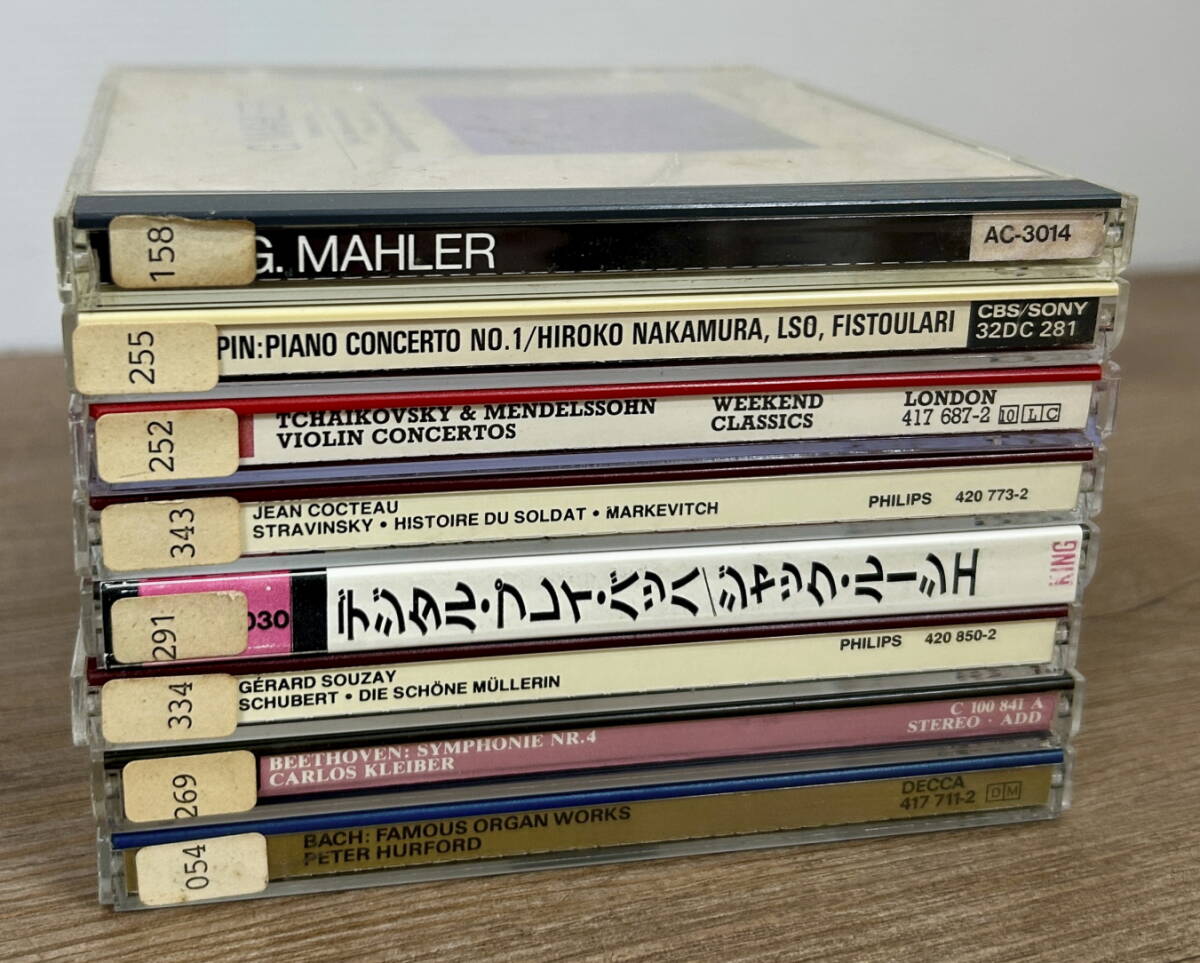 158
G. MAHLER
AC-3014
255
PIN:PIANO CONCERTO NO.1/HIROKO NAKAMURA, LSO, FISTOULARI
CBS/SONY
32DC 281
252
TCHAIKOVSKY & MENDELSSOHN
VIOLIN CONCERTOS
WEEKEND
CLASSICS
LONDON
417 687-2 10 L C
343
JEAN COCTEAU
STRAVINSKY • HISTOIRE DU SOLDAT • MARKEVITCH
PHILIPS 420 773-2
291
030
デジタル・プレイ・バッハ/ジャック・ルーシエ
KING
334
GÉRARD SOUZAY
SCHUBERT • DIE SCHÖNE MÜLLERIN
PHILIPS 420 850-2
269
BEETHOVEN: SYMPHONIE NR.4
CARLOS KLEIBER
C 100 841 A
STEREO · ADD
054
BACH: FAMOUS ORGAN WORKS
PETER HURFORD
DECCA
417 711-2 D M